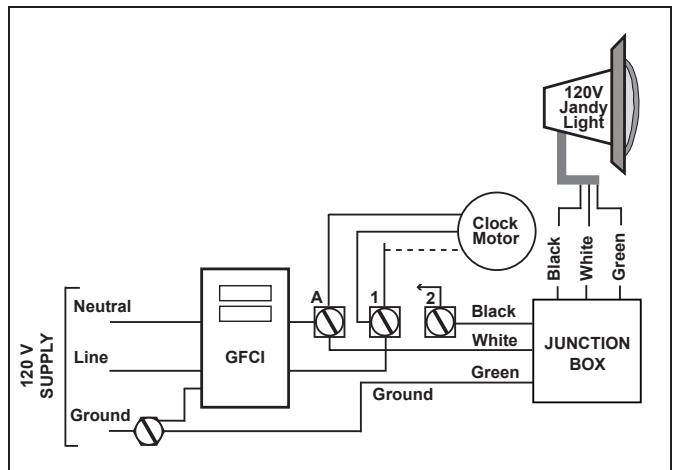 120V
Jandy
Light
Clock
Motor
Black
White
Green
Neutral
A
1
2
Black
White
Line
GFCI
JUNCTION
BOX
Green
Ground
Ground
120 V
SUPPLY